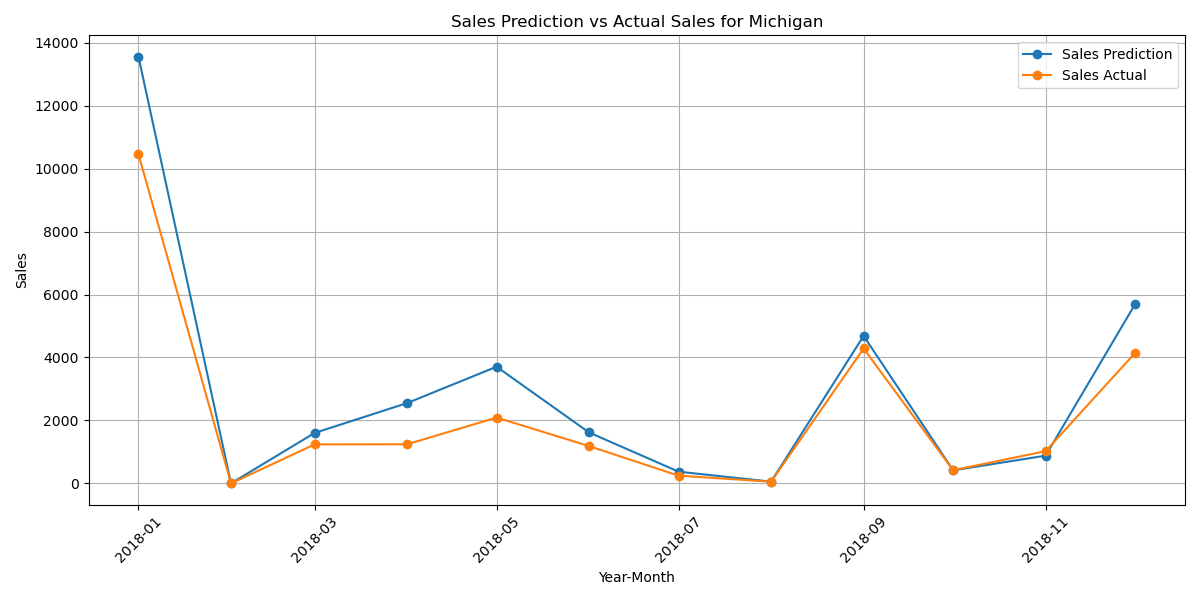 Sales Prediction vs Actual Sales for Michigan
14000
12000
10000
8000
6000
4000
2000
0
Sales
Sales Prediction
Sales Actual
2018-01
2018-03
2018-05
2018-07
2018-09
2018-11
Year-Month